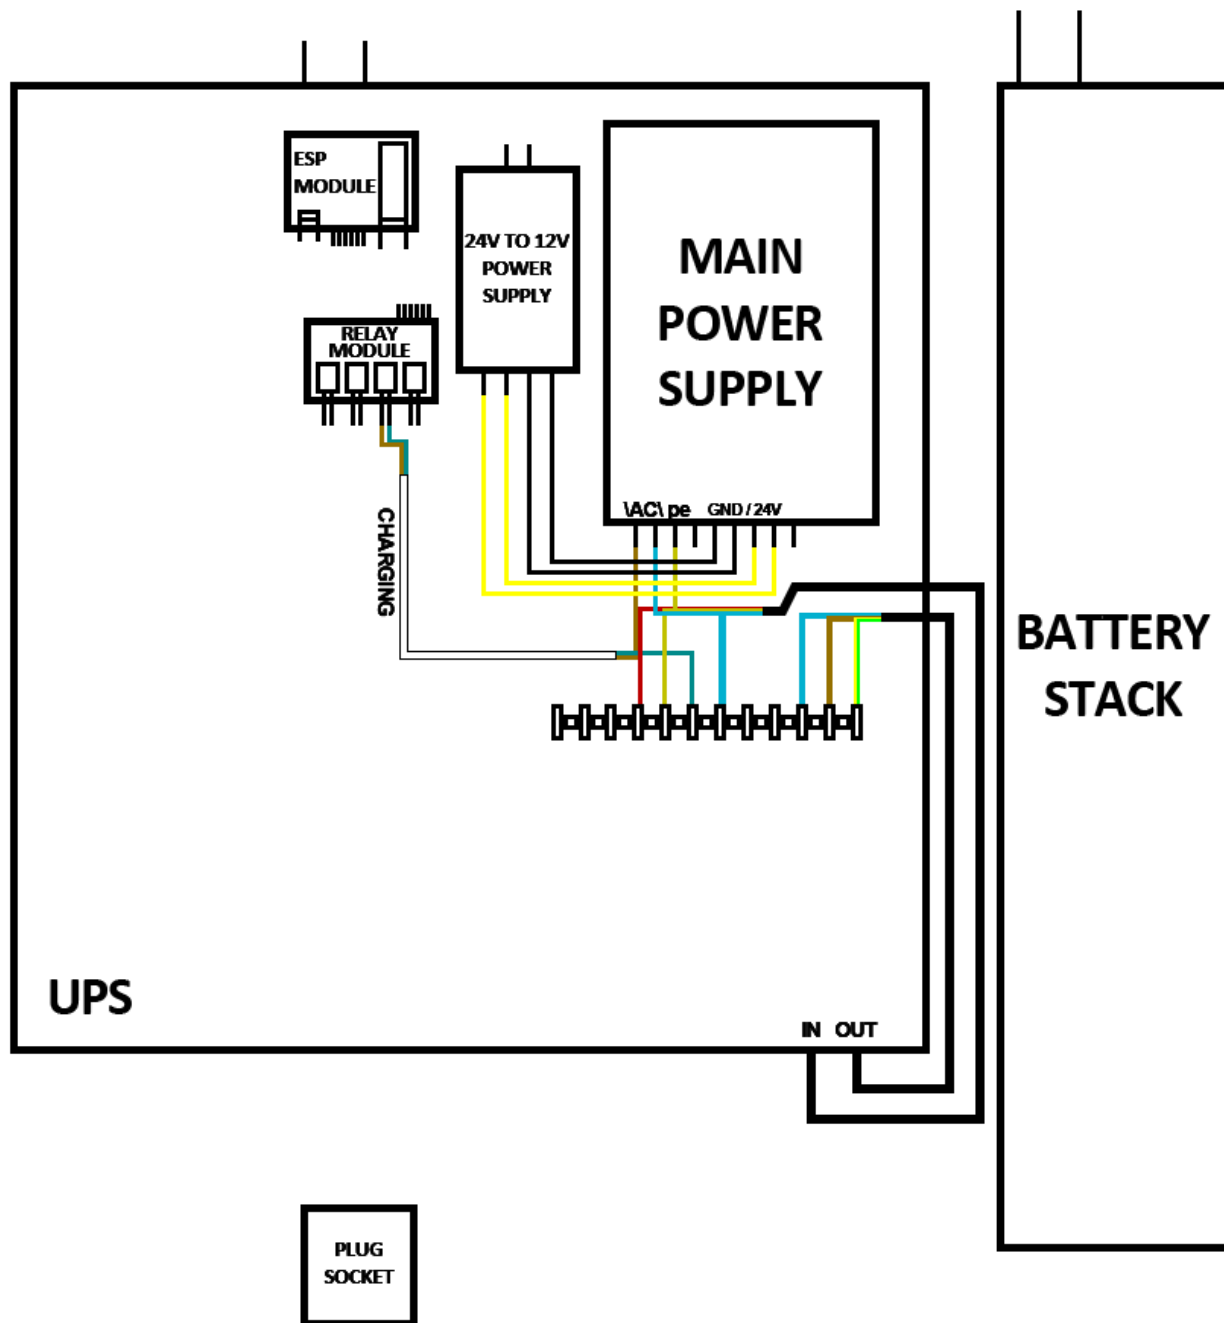 ESP
MODULE
24V TO 12V
POWER
SUPPLY
MAIN
POWER
SUPPLY
RELAY
MODULE
\AC\ pe GND / 24V
CHARGING
BATTERY
STACK
UPS
IN OUT
PLUG
SOCKET